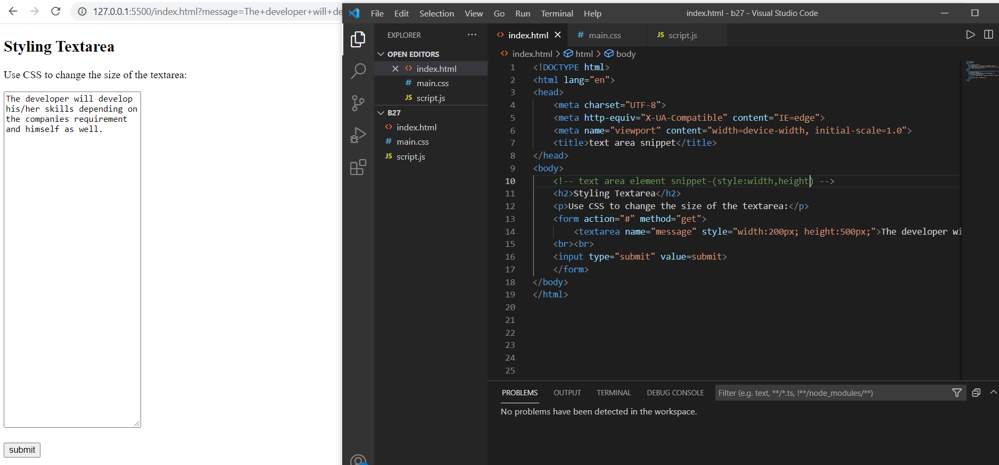 127.0.0.1:5500/index.html?message=The+developer+will+de
Styling Textarea
Use CSS to change the size of the textarea:
The developer will develop
his/her skills depending on
the companies requirement
and himself as well.
submit
File Edit Selection View Go Run Terminal Help
index.html - b27 - Visual Studio Code
EXPLORER
OPEN EDITORS
index.html
main.css
JS script.js
B27
index.html
main.css
JS script.js
index.html
# main.css
JS script.js
index.html > html > body
1 <!DOCTYPE html>
2 <html lang="en">
3 <head>
4 <meta charset="UTF-8">
5 <meta http-equiv="X-UA-Compatible" content="IE=edge">
6 <meta name="viewport" content="width=device-width, initial-scale=1.0">
7 <title>text area snippet</title>
8 </head>
9 <body>
10 <!-- text area element snippet-(style:width,height) -->
11 <h2>Styling Textarea</h2>
12 <p>Use CSS to change the size of the textarea:</p>
13 <form action="#" method="get">
14 <textarea name="message" style="width:200px; height:500px;">The developer wi
15 <br><br>
16 <input type="submit" value=submit>
17 </form>
18 </body>
19 </html>
20
21
22
23
24
25
PROBLEMS OUTPUT TERMINAL DEBUG CONSOLE
Filter (e.g. text, **/*.ts, !**/node_modules/**)
No problems have been detected in the workspace.